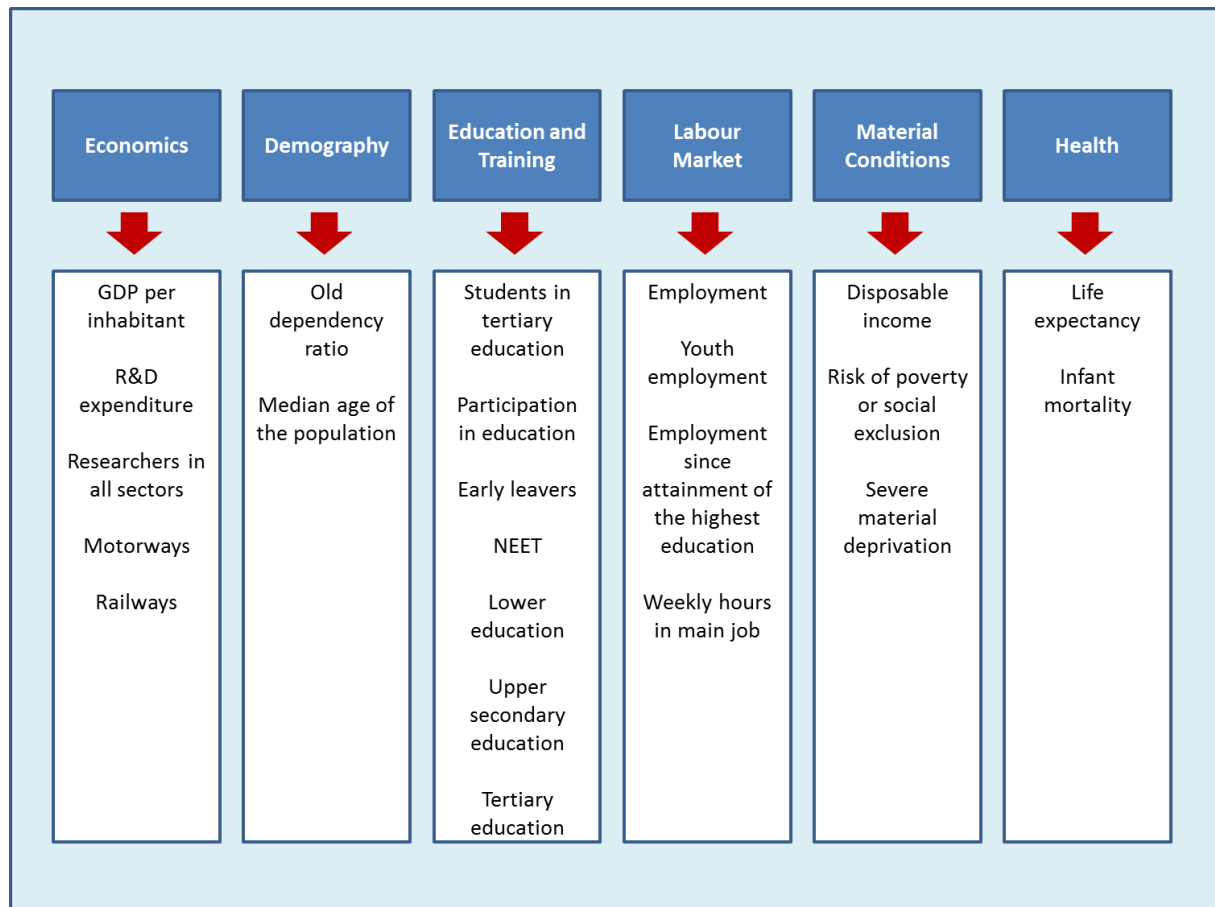 Economics
Demography
Education and
Training
Labour
Market
Material
Conditions
Health
GDP per
inhabitant
R&D
expenditure
Researchers in
all sectors
Motorways
Railways
Old
dependency
ratio
Median age of
the population
Students in
tertiary
education
Participation
in education
Early leavers
NEET
Lower
education
Upper
secondary
education
Tertiary
education
Employment
Youth
employment
Employment
since
attainment of
the highest
education
Weekly hours
in main job
Disposable
income
Risk of poverty
or social
exclusion
Severe
material
deprivation
Life
expectancy
Infant
mortality